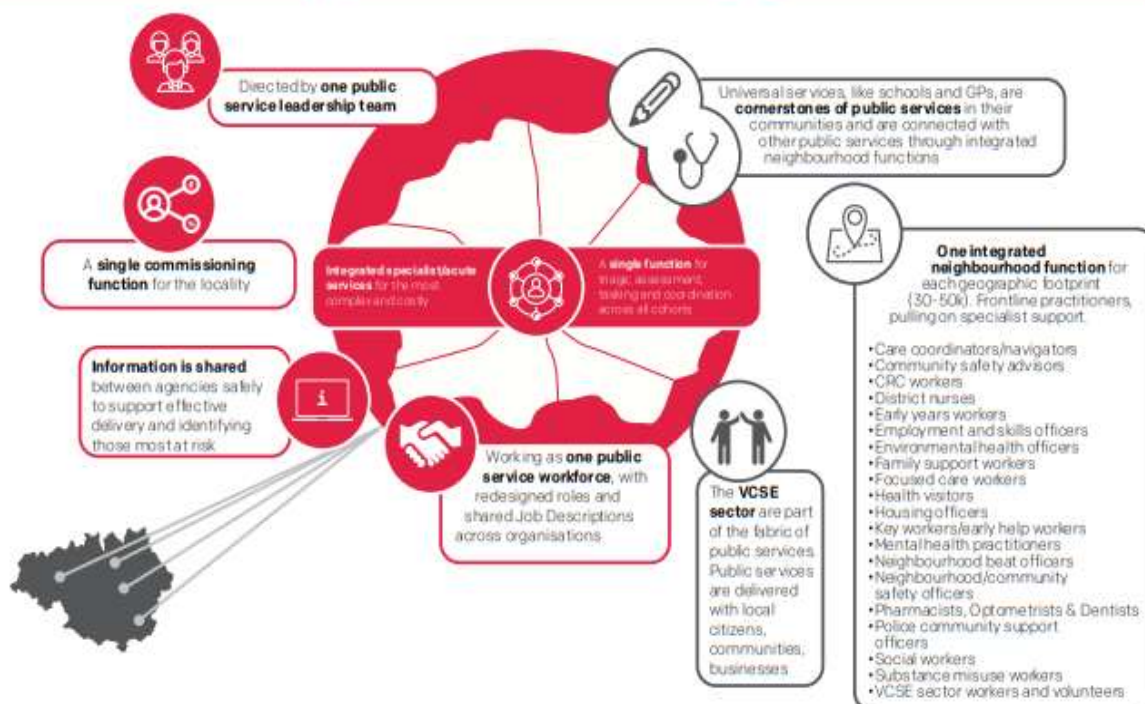 Directed by one public
service leadership team
Universal services, like schools and GPs, are
cornerstones of public services in their
communities and are connected with
other public services through integrated
neighbourhood functions
A single commissioning
function for the locality
Integrated specialist/acute
services for the most
complex and costly
A single function for
triage, assessment,
tasking and coordination
across all cohorts
One integrated
neighbourhood function for
each geographic footprint
(30-50k). Frontline practitioners,
pulling on specialist support.
•Care coordinators/navigators
•Community safety advisors
•CRC workers
•District nurses
•Early years workers
•Employment and skills officers
•Environmental health officers
•Family support workers
•Focused care workers
•Health visitors
•Housing officers
•Key workers/early help workers
•Mental health practitioners
•Neighbourhood beat officers
•Neighbourhood/community
safety officers
•Pharmacists, Optometrists & Dentists
•Police community support
officers
•Social workers
•Substance misuse workers
•VCSE sector workers and volunteers
Information is shared
between agencies safely
to support effective
delivery and identifying
those most at risk
i
Working as one public
service workforce, with
redesigned roles and
shared Job Descriptions
across organisations
The VCSE
sector are part
of the fabric of
public services.
Public services
are delivered
with local
citizens,
communities,
businesses